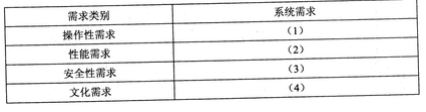 需求类别 系统需求
操作性需求 （1）
性能需求 （2）
安全性需求 （3）
文化需求 （4）